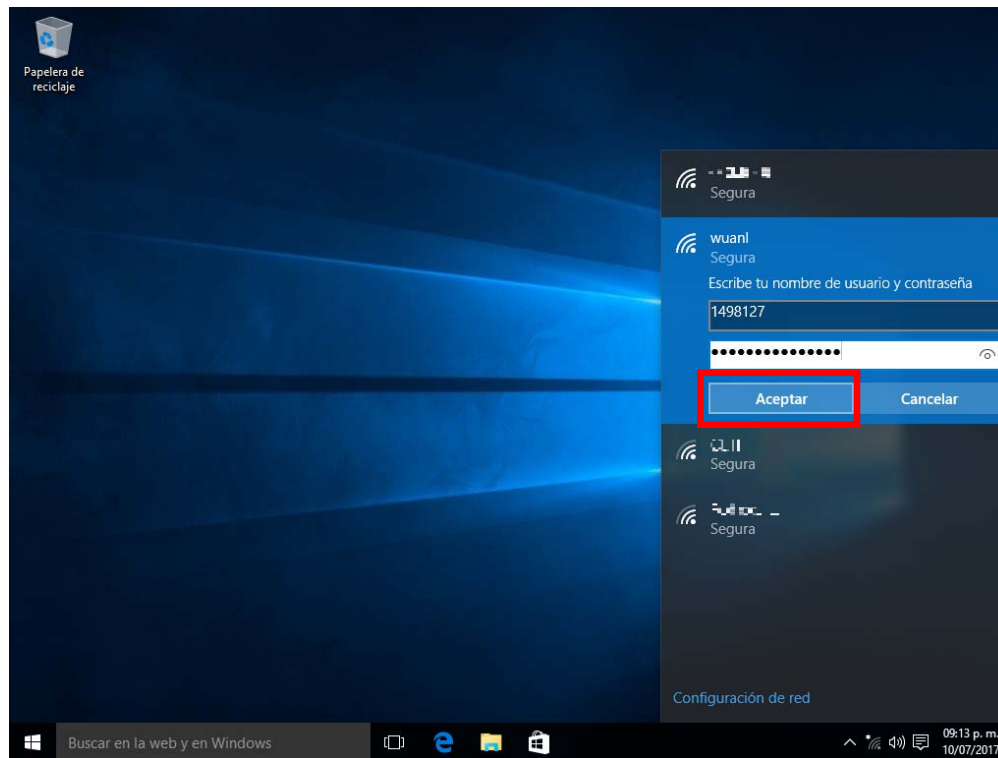 Papelera de
reciclaje
Segura
wuanl
Segura
Escribe tu nombre de usuario y contraseña
1498127
●●●●●●●●●●●●●●●
Aceptar
Cancelar
Segura
Segura
Configuración de red
Buscar en la web y en Windows
09:13 p. m.
10/07/2017